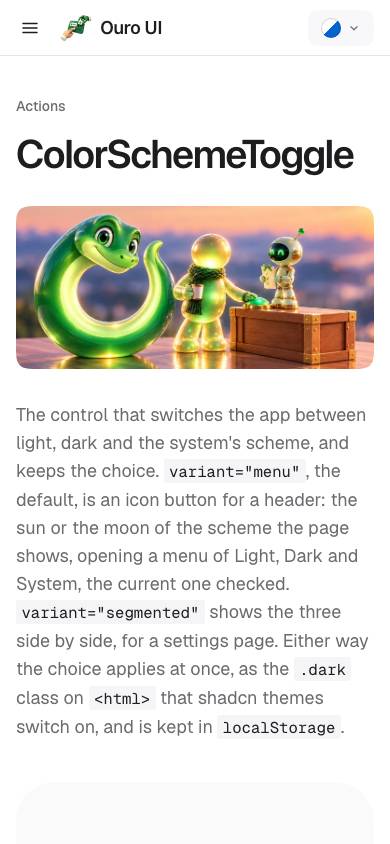 Ouro UI
Actions
ColorSchemeToggle
The control that switches the app between
light, dark and the system's scheme, and
keeps the choice. variant="menu", the
default, is an icon button for a header: the
sun or the moon of the scheme the page
shows, opening a menu of Light, Dark and
System, the current one checked.
variant="segmented" shows the three
side by side, for a settings page. Either way
the choice applies at once, as the .dark
class on <html> that shadcn themes
switch on, and is kept in localStorage.